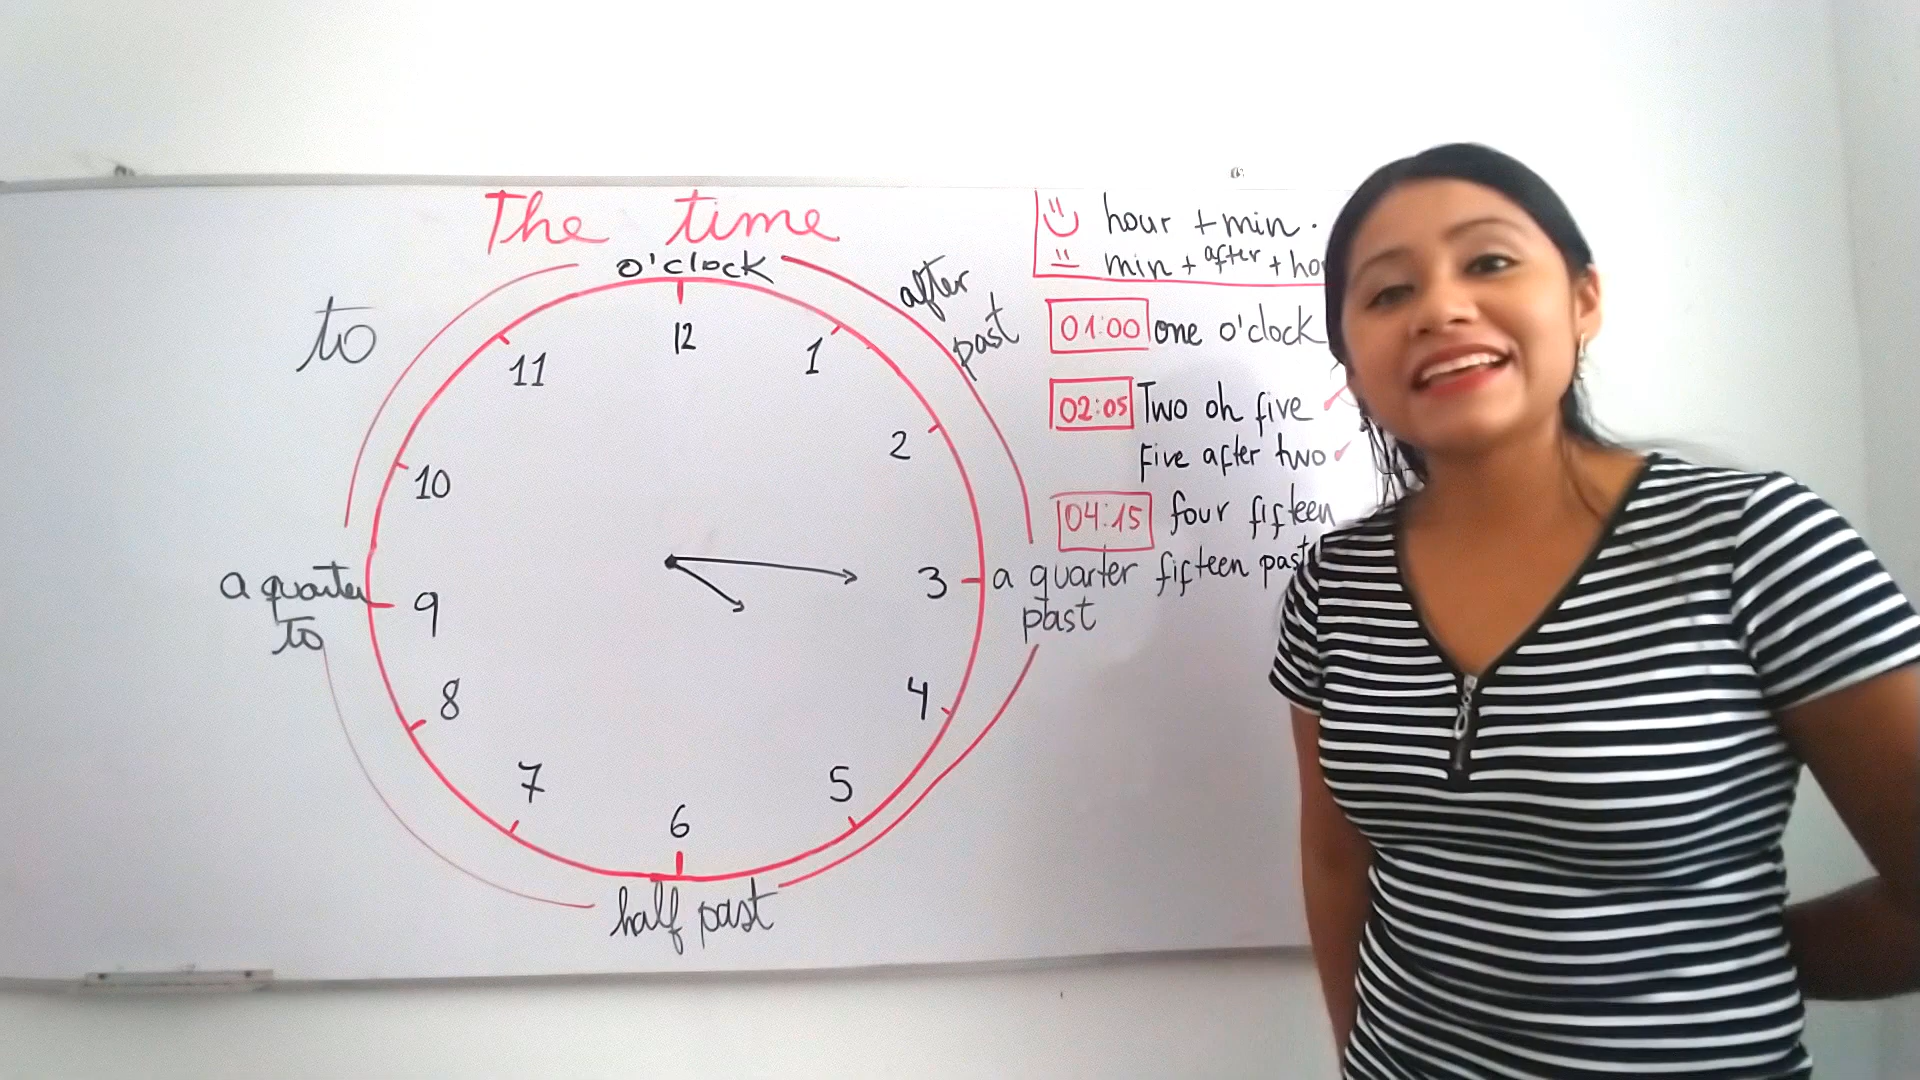 The time
o'clock
to
after
past
12
1
2
3
4
5
6
7
8
9
10
11
a quarter
to
a quarter
past
half past
hour + min.
min + after + ho
01:00 one o'clock
02:05 Two oh five
five after two
04:15 four fifteen
fifteen past